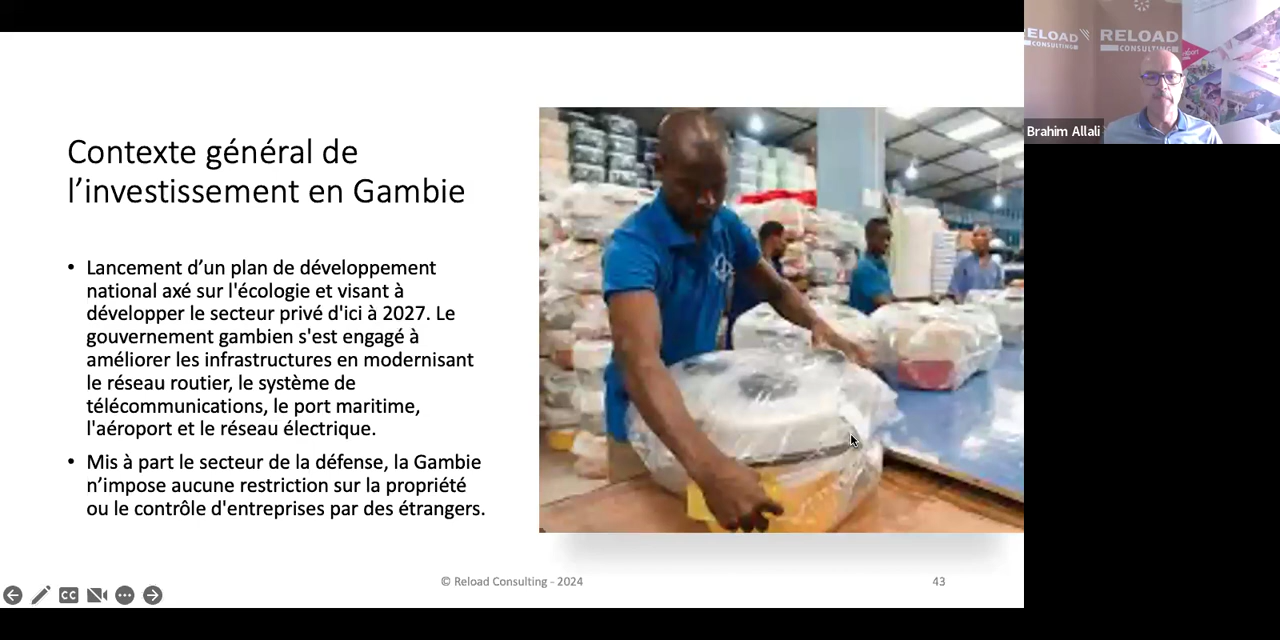 ELOAD
CONSULTING
RELOAD
CONSULTING
Brahim Allali
Contexte général de
l’investissement en Gambie
• Lancement d’un plan de développement
national axé sur l'écologie et visant à
développer le secteur privé d'ici à 2027. Le
gouvernement gambien s'est engagé à
améliorer les infrastructures en modernisant
le réseau routier, le système de
télécommunications, le port maritime,
l'aéroport et le réseau électrique.
• Mis à part le secteur de la défense, la Gambie
n’impose aucune restriction sur la propriété
ou le contrôle d'entreprises par des étrangers.
© Reload Consulting - 2024
43
CC